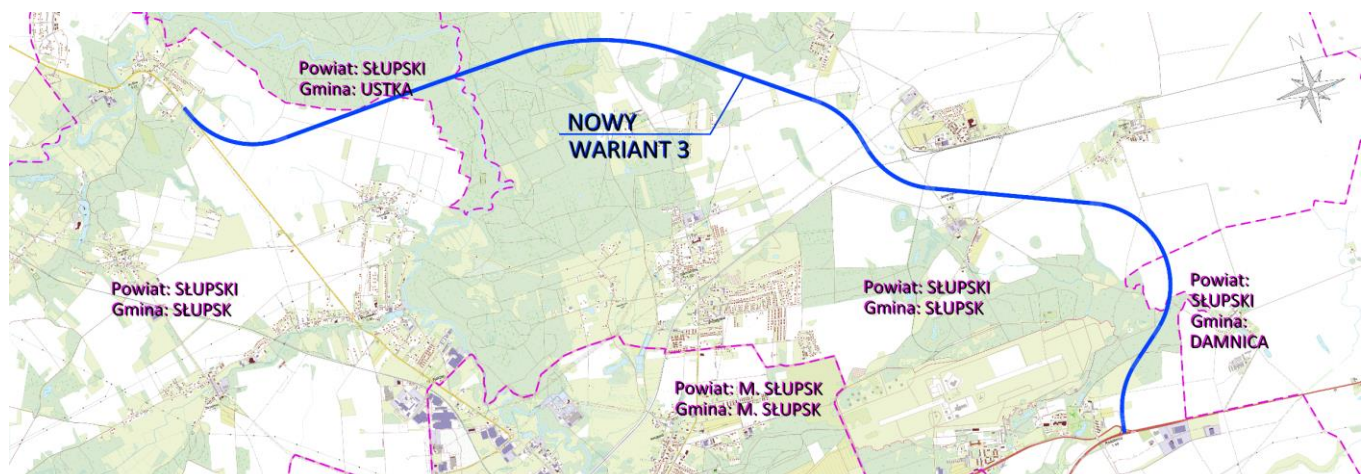 N
Powiat: SŁUPSKI
Gmina: USTKA
NOWY
WARIANT 3
Powiat: SŁUPSKI
Gmina: SŁUPSK
Powiat: SŁUPSKI
Gmina: SŁUPSK
Powiat:
SŁUPSKI
Gmina:
DAMNICA
Powiat: M. SŁUPSK
Gmina: M. SŁUPSK